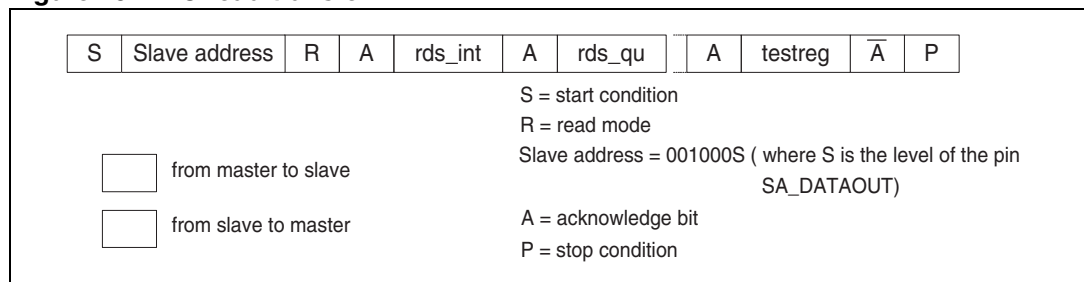 S Slave address R A rds_int A rds_qu A testreg A P
S = start condition
R = read mode
Slave address = 001000S ( where S is the level of the pin
SA_DATAOUT)
from master to slave
from slave to master
A = acknowledge bit
P = stop condition